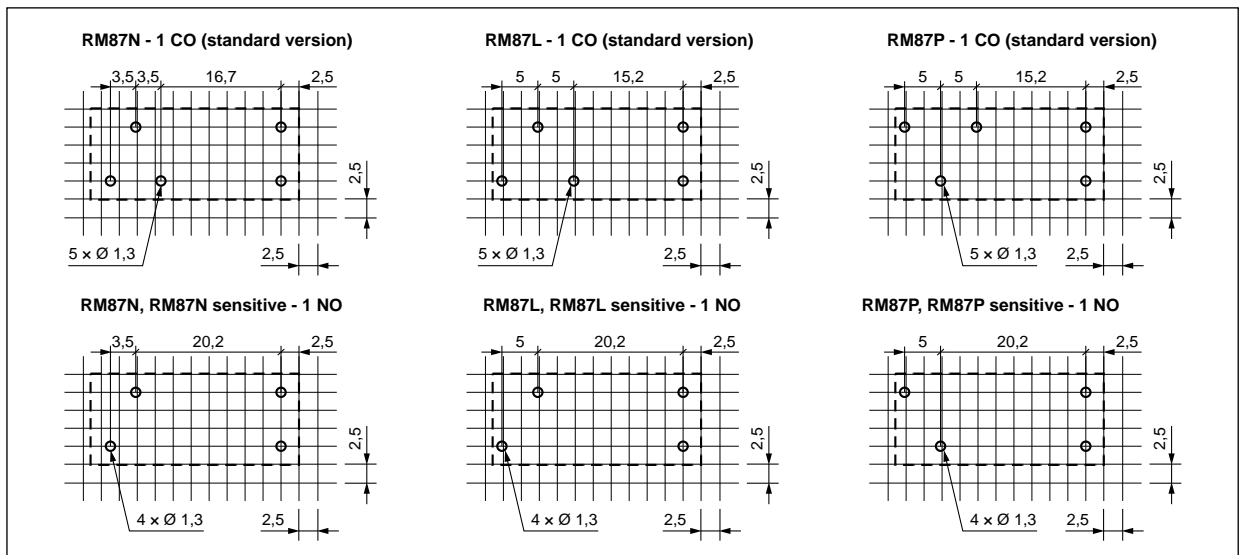 RM87N - 1 CO (standard version)
3,5 3,5 16,7 2,5
2,5
5 × Ø 1,3 2,5
RM87L - 1 CO (standard version)
5 5 15,2 2,5
2,5
5 × Ø 1,3 2,5
RM87P - 1 CO (standard version)
5 5 15,2 2,5
2,5
5 × Ø 1,3 2,5
RM87N, RM87N sensitive - 1 NO
3,5 20,2 2,5
2,5
4 × Ø 1,3 2,5
RM87L, RM87L sensitive - 1 NO
5 20,2 2,5
2,5
4 × Ø 1,3 2,5
RM87P, RM87P sensitive - 1 NO
5 20,2 2,5
2,5
4 × Ø 1,3 2,5